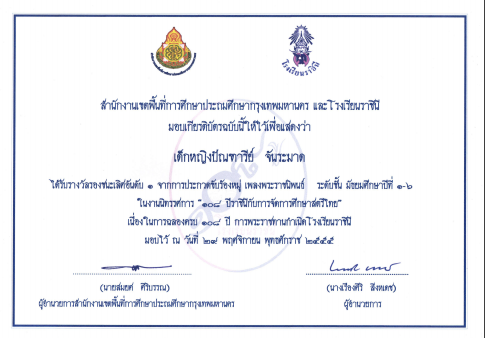 โรงเรียนราชินี
สำนักงานเขตพื้นที่การศึกษาประถมศึกษากรุงเทพมหานคร และโรงเรียนราชินี
มอบเกียรติบัตรฉบับนี้ให้ไว้เพื่อแสดงว่า
เด็กหญิงปัณฑารีย์ จันระมาด
ได้รับรางวัลรองชนะเลิศอันดับ ๑ จากการประกวดขับร้องหมู่ เพลงพระราชนิพนธ์ ระดับชั้น มัธยมศึกษาปีที่ ๑-๖
ในงานนิทรรศการ "๑๐๘ ปีราชินีกับการจัดการศึกษาสตรีไทย"
เนื่องในการฉลองครบ ๑๐๘ ปี การพระราชทานกำเนิดโรงเรียนราชินี
มอบไว้ ณ วันที่ ๒๙ พฤศจิกายน พุทธศักราช ๒๕๕๕
(นายสมยศ ศิริบรรณ) (นางเรืองศิริ สิงหเดช)
ผู้อำนวยการสำนักงานเขตพื้นที่การศึกษาประถมศึกษากรุงเทพมหานคร ผู้อำนวยการ